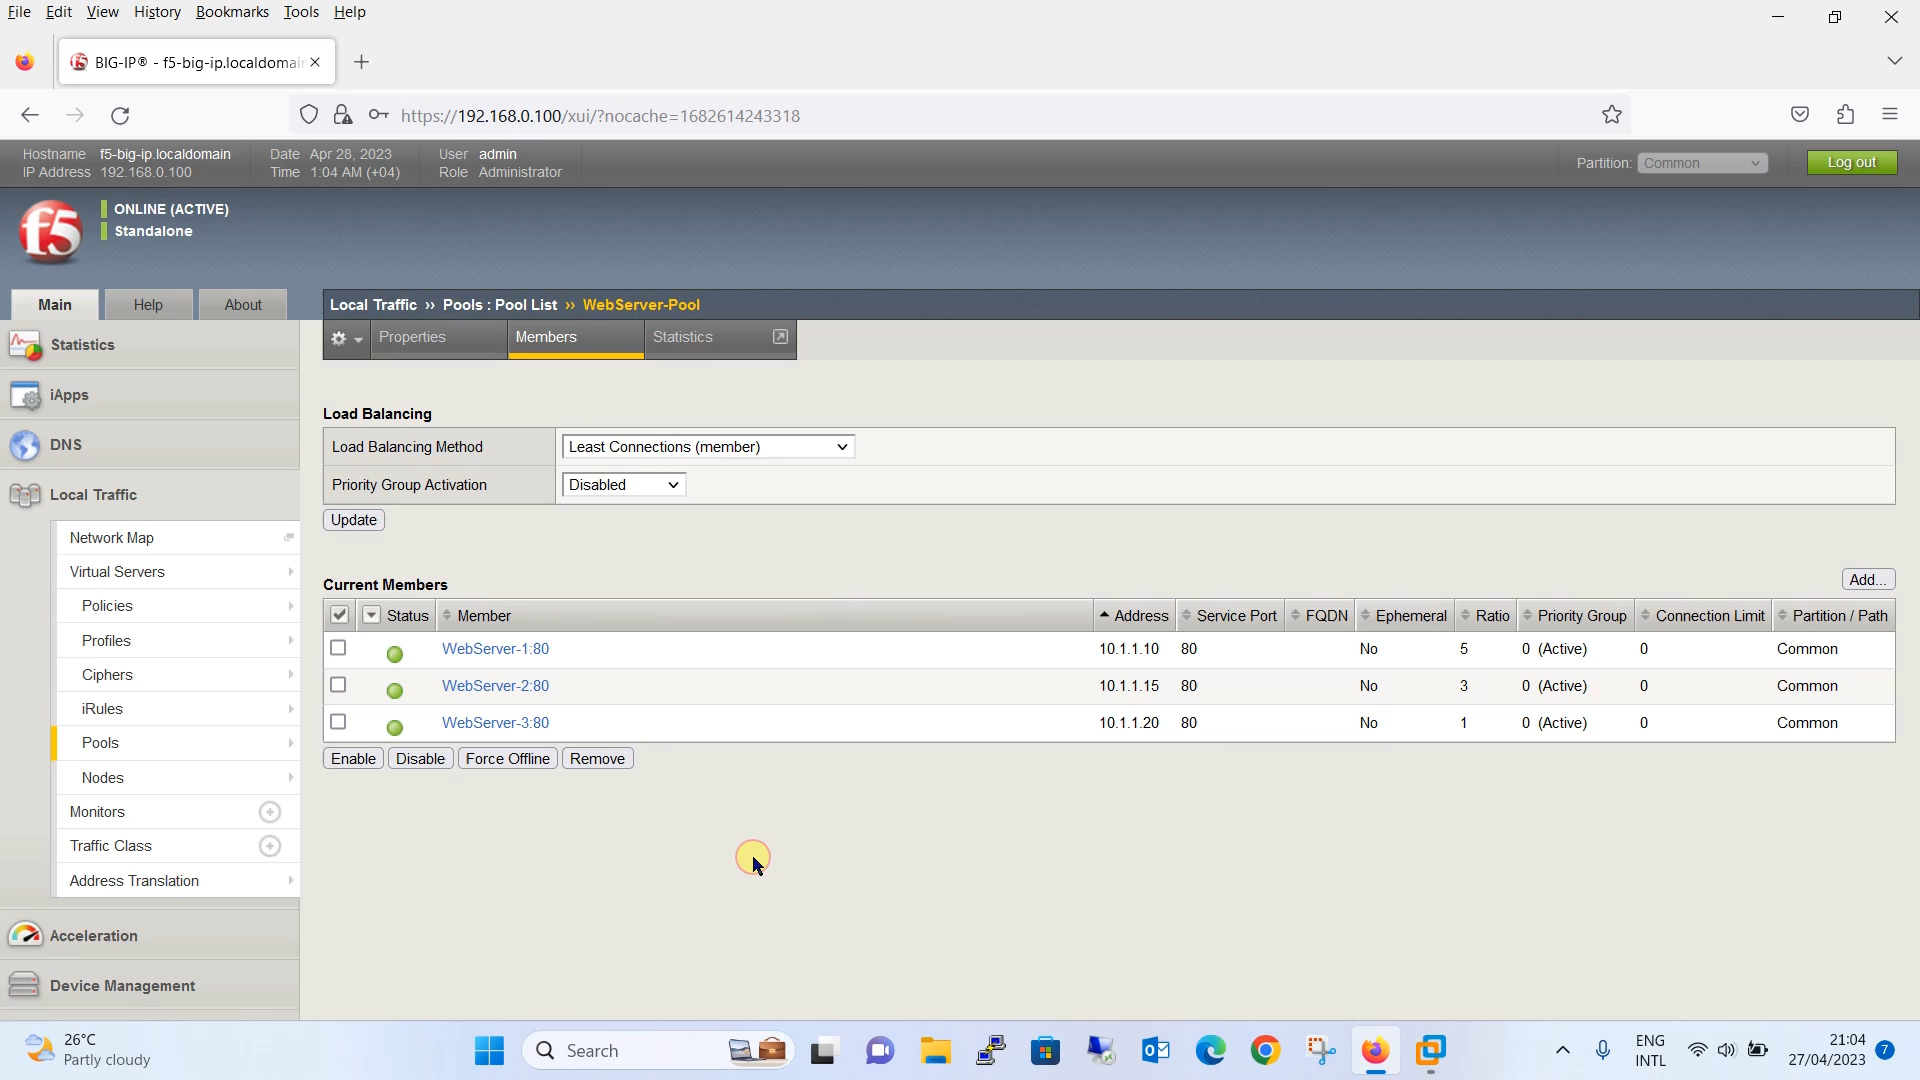 File Edit View History Bookmarks Tools Help
BIG-IP® - f5-big-ip.localdomai
https://192.168.0.100/xui/?nocache=1682614243318
Hostname f5-big-ip.localdomain Date Apr 28, 2023 User admin
IP Address 192.168.0.100 Time 1:04 AM (+04) Role Administrator
Partition: Common Log out
f5 ONLINE (ACTIVE)
Standalone
Main Help About
Local Traffic ›› Pools : Pool List ›› WebServer-Pool
Properties Members Statistics
Statistics
iApps
DNS
Local Traffic
Network Map
Virtual Servers
Policies
Profiles
Ciphers
iRules
Pools
Nodes
Monitors
Traffic Class
Address Translation
Acceleration
Device Management
Load Balancing
Load Balancing Method Least Connections (member)
Priority Group Activation Disabled
Update
Current Members Add...
Status Member Address Service Port FQDN Ephemeral Ratio Priority Group Connection Limit Partition / Path
WebServer-1:80 10.1.1.10 80 No 5 0 (Active) 0 Common
WebServer-2:80 10.1.1.15 80 No 3 0 (Active) 0 Common
WebServer-3:80 10.1.1.20 80 No 1 0 (Active) 0 Common
Enable Disable Force Offline Remove
26°C
Partly cloudy
Search
ENG
INTL
21:04
27/04/2023
7